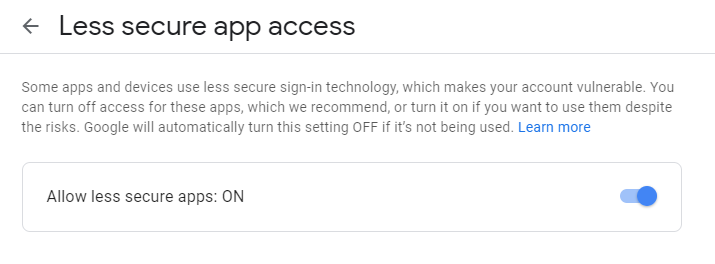 Less secure app access
Some apps and devices use less secure sign-in technology, which makes your account vulnerable. You
can turn off access for these apps, which we recommend, or turn it on if you want to use them despite
the risks. Google will automatically turn this setting OFF if it's not being used. Learn more
Allow less secure apps: ON